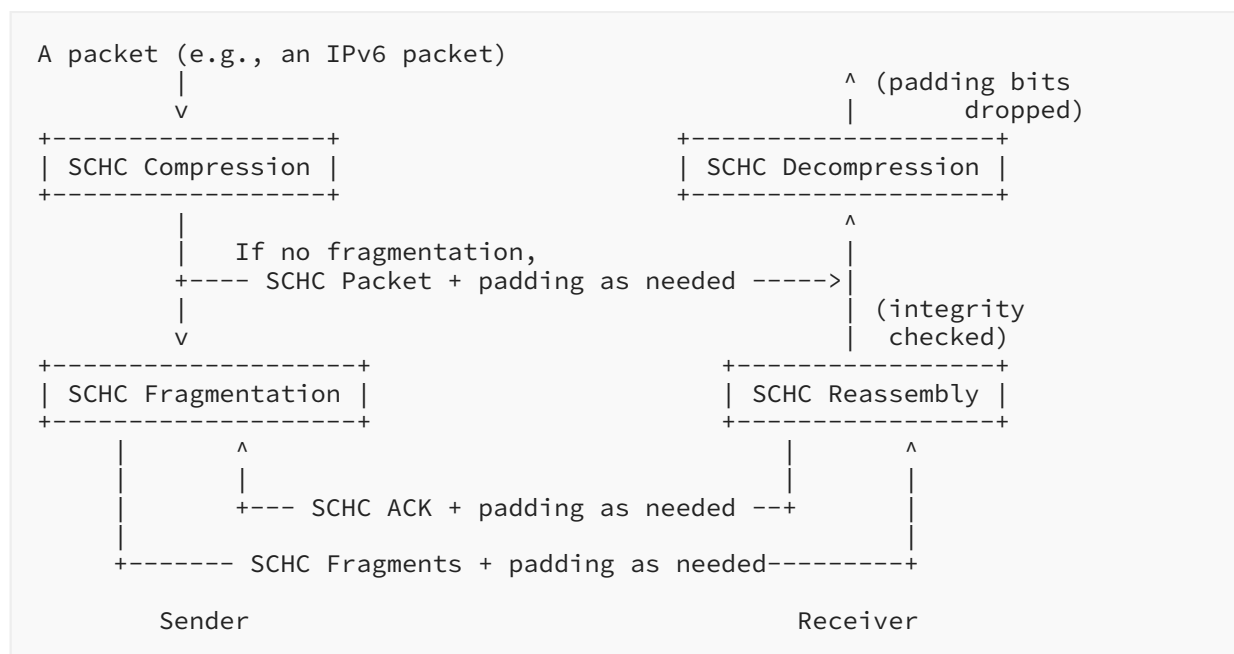 A packet (e.g., an IPv6 packet)
         |                                           ^ (padding bits
         v                                           |       dropped)
+------------------+                      +--------------------+
| SCHC Compression |                      | SCHC Decompression |
+------------------+                      +--------------------+
         |                                           ^
         |   If no fragmentation,                    |
         +---- SCHC Packet + padding as needed ----->|
         |                                           | (integrity
         v                                           |  checked)
+--------------------+                       +-----------------+
| SCHC Fragmentation |                       | SCHC Reassembly |
+--------------------+                       +-----------------+
     |       ^                                   |       ^
     |       |                                   |       |
     |       +--- SCHC ACK + padding as needed --+       |
     |                                                   |
     +------- SCHC Fragments + padding as needed---------+

        Sender                                    Receiver